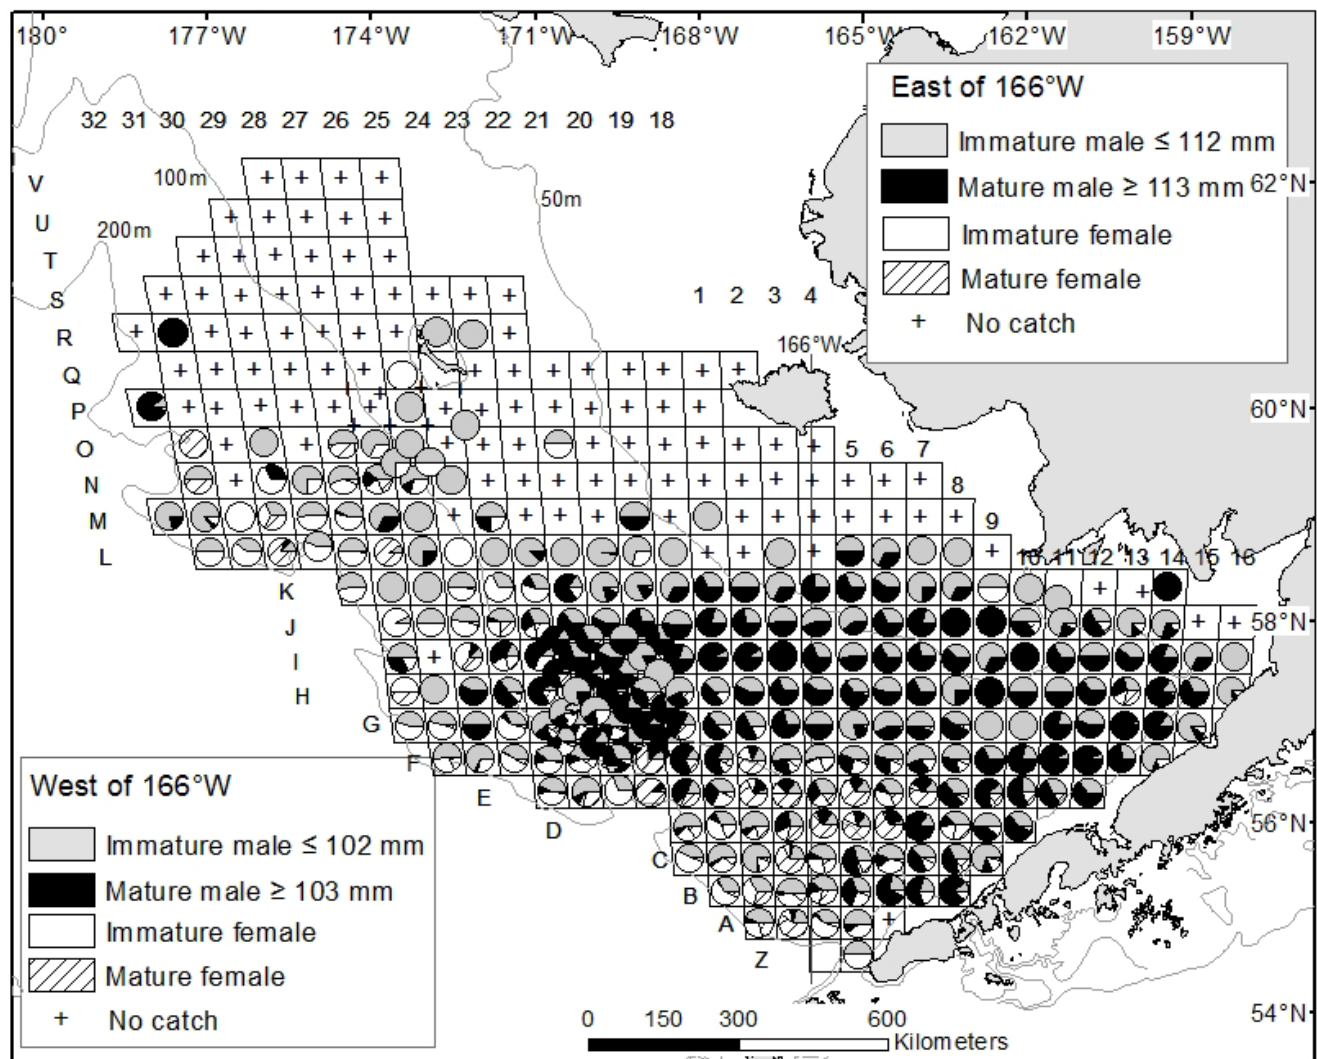 180° 177°W 174°W 171°W 168°W 165°W 162°W 159°W
East of 166°W
32 31 30 29 28 27 26 25 24 23 22 21 20 19 18
Immature male ≤ 112 mm
V 100m Mature male ≥ 113 mm 62°N
50m
U 200m Immature female
T Mature female
S 1 2 3 4
+ No catch
R 166°W
Q
P 60°N
O 5 6 7
N 8
M 9
L 10 11 12 13 14 15 16
K
J 58°N
I
H
G
F
West of 166°W
E
D 56°N
Immature male ≤ 102 mm
C
Mature male ≥ 103 mm
B
Immature female
A
Z
Mature female
+ No catch
0 150 300 600 54°N
Kilometers